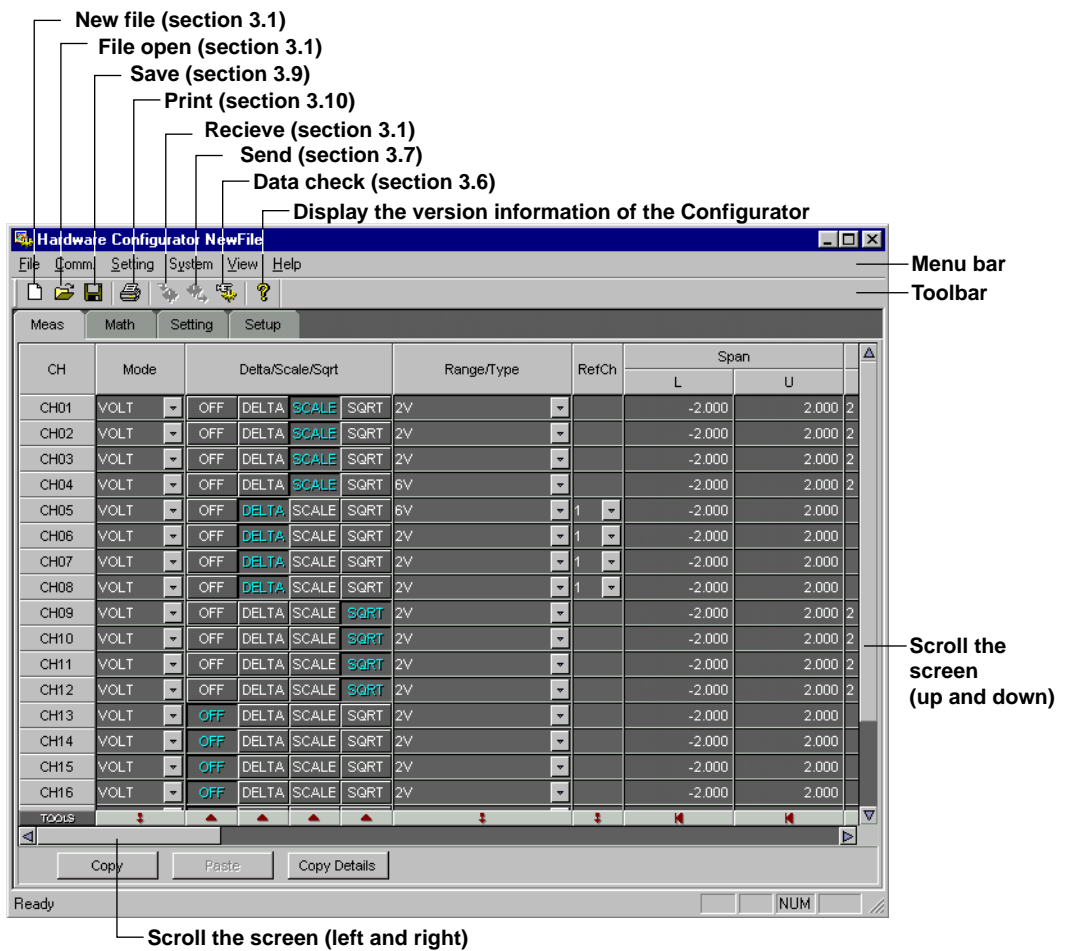 New file (section 3.1)
File open (section 3.1)
Save (section 3.9)
Print (section 3.10)
Recieve (section 3.1)
Send (section 3.7)
Data check (section 3.6)
Display the version information of the Configurator
Hardware Configurator NewFile
File Comm. Setting System View Help
Menu bar
Toolbar
Meas Math Setting Setup
CH Mode Delta/Scale/Sqrt Range/Type RefCh Span
L U
CH01 VOLT OFF DELTA SCALE SQRT 2V -2.000 2.000 2
CH02 VOLT OFF DELTA SCALE SQRT 2V -2.000 2.000 2
CH03 VOLT OFF DELTA SCALE SQRT 2V -2.000 2.000 2
CH04 VOLT OFF DELTA SCALE SQRT 6V -2.000 2.000 2
CH05 VOLT OFF DELTA SCALE SQRT 6V 1 -2.000 2.000
CH06 VOLT OFF DELTA SCALE SQRT 2V 1 -2.000 2.000
CH07 VOLT OFF DELTA SCALE SQRT 2V 1 -2.000 2.000
CH08 VOLT OFF DELTA SCALE SQRT 2V 1 -2.000 2.000
CH09 VOLT OFF DELTA SCALE SQRT 2V -2.000 2.000 2
CH10 VOLT OFF DELTA SCALE SQRT 2V -2.000 2.000 2
CH11 VOLT OFF DELTA SCALE SQRT 2V -2.000 2.000 2
CH12 VOLT OFF DELTA SCALE SQRT 2V -2.000 2.000 2
CH13 VOLT OFF DELTA SCALE SQRT 2V -2.000 2.000
CH14 VOLT OFF DELTA SCALE SQRT 2V -2.000 2.000
CH15 VOLT OFF DELTA SCALE SQRT 2V -2.000 2.000
CH16 VOLT OFF DELTA SCALE SQRT 2V -2.000 2.000
TOOLS
Scroll the
screen
(up and down)
Copy Paste Copy Details
Ready NUM
Scroll the screen (left and right)